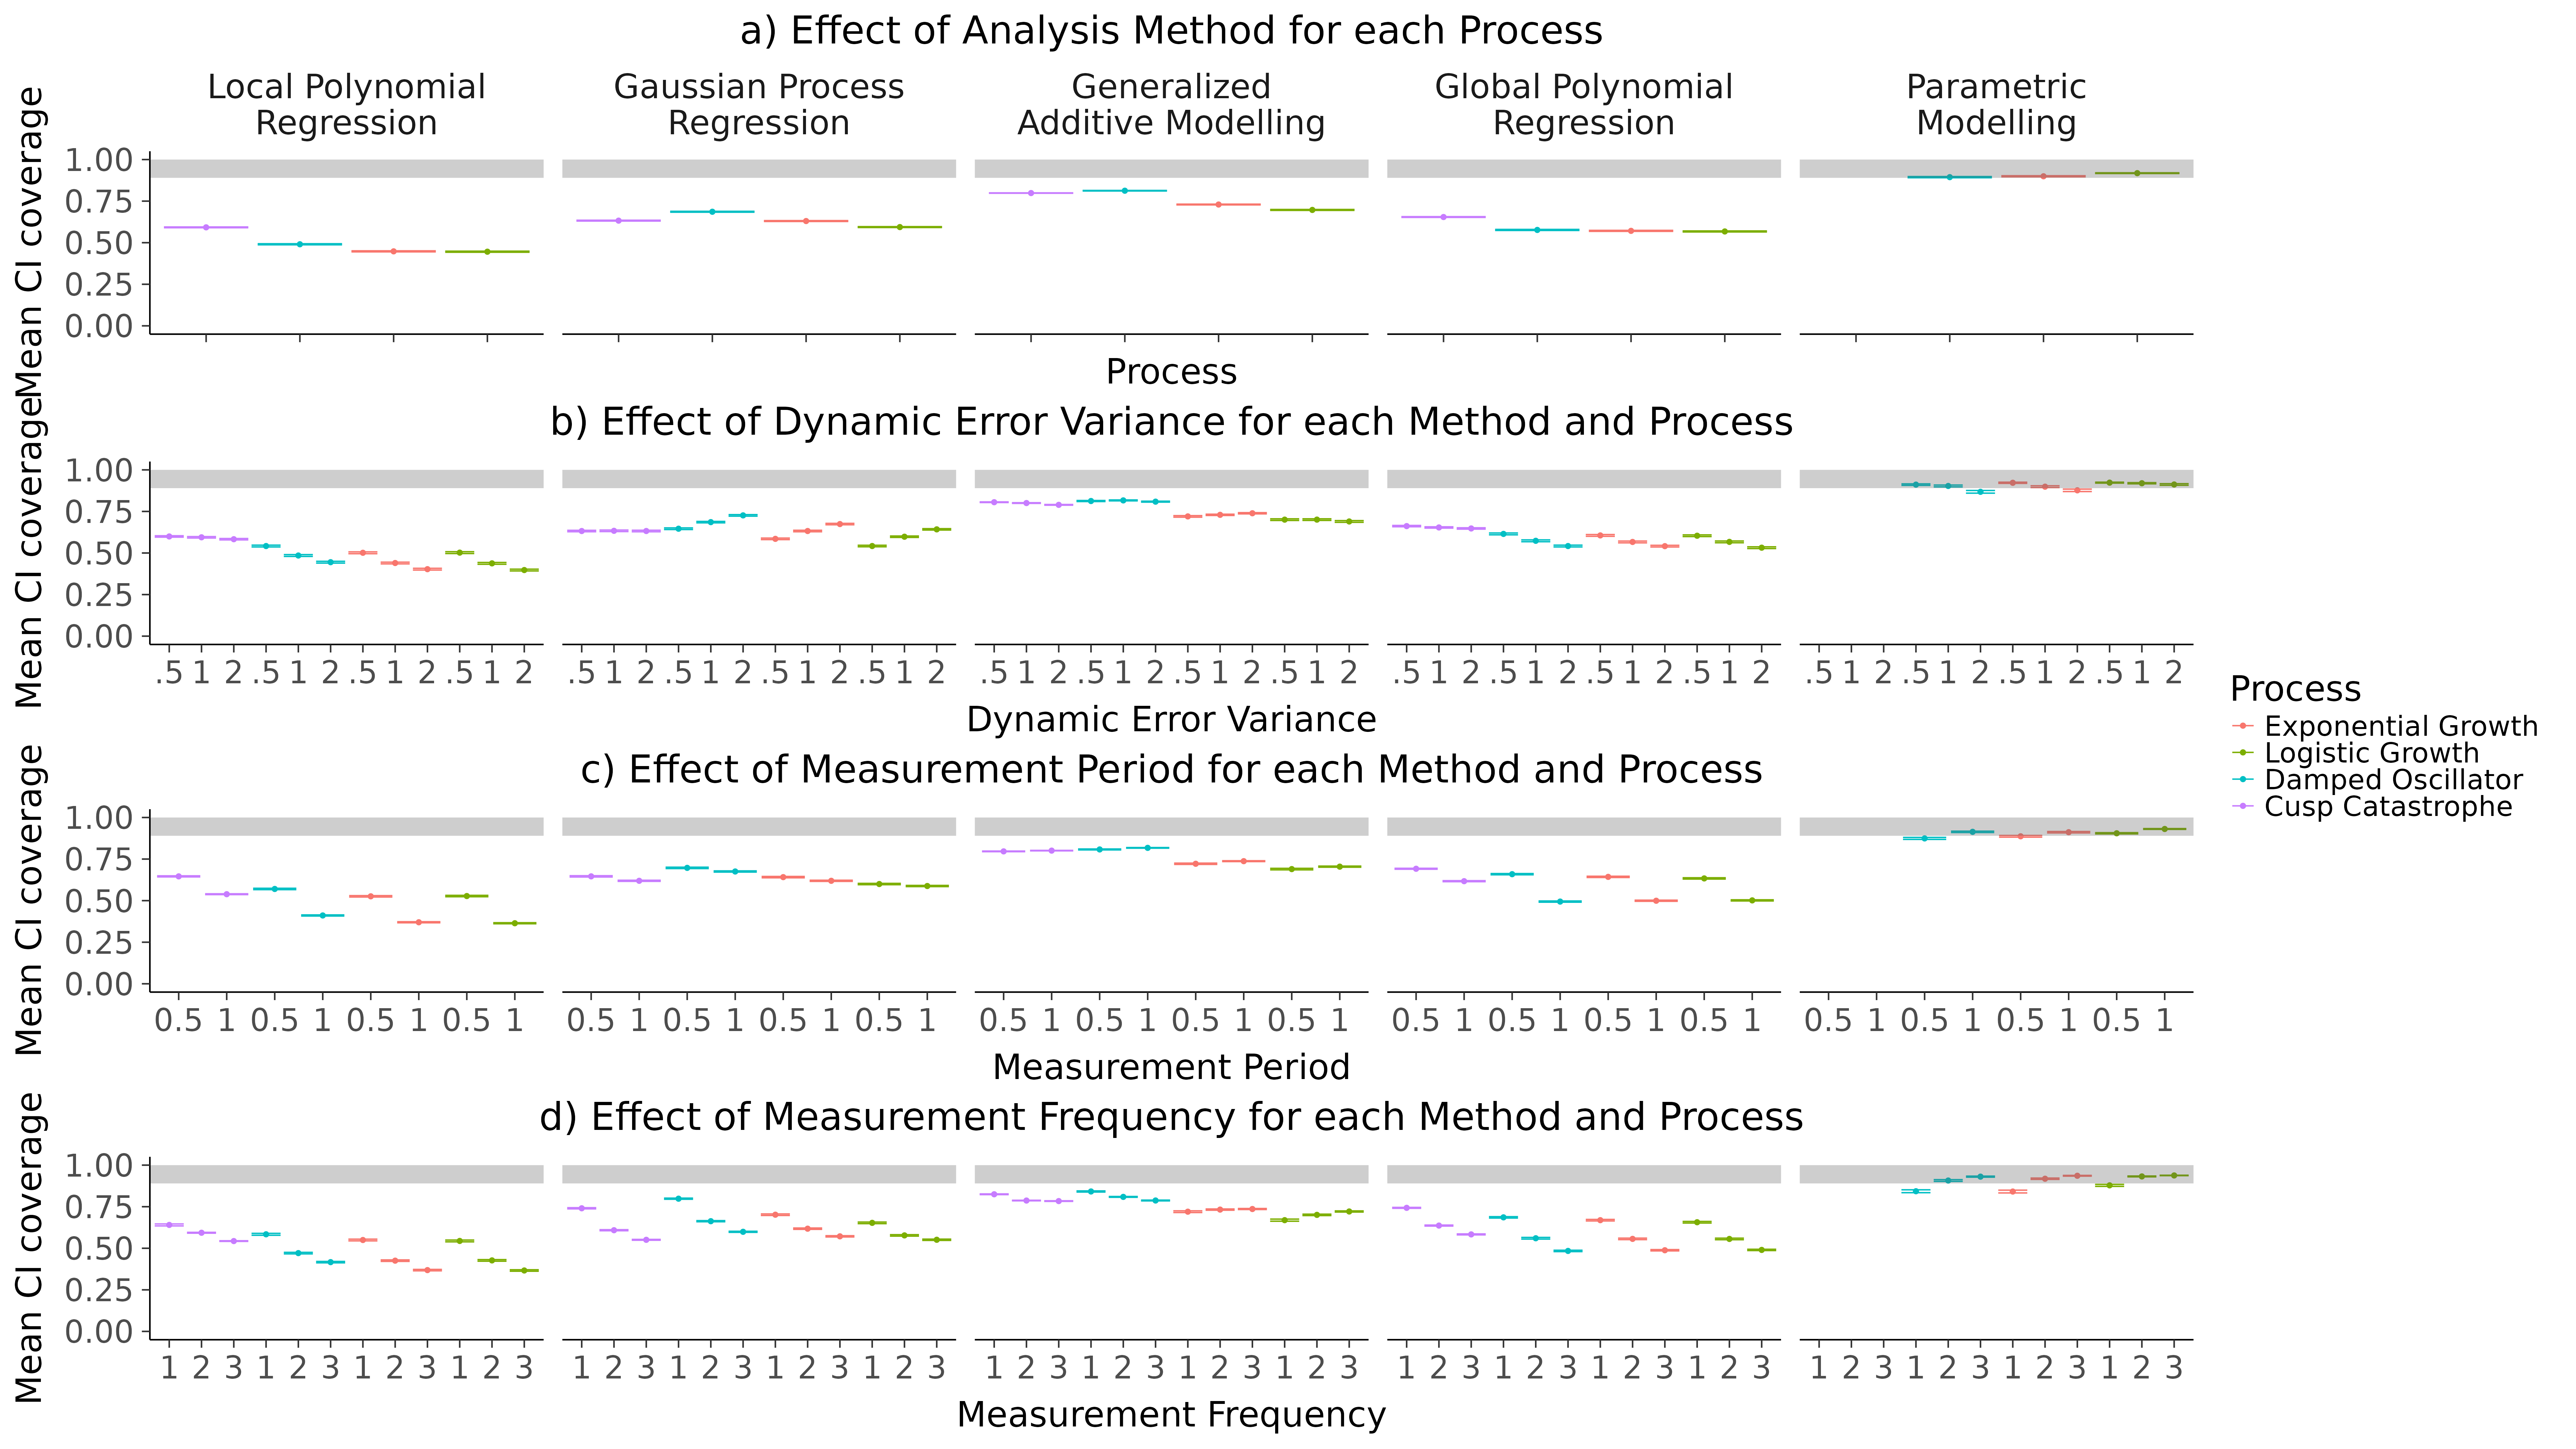 a) Effect of Analysis Method for each Process
Local Polynomial
Regression
Gaussian Process
Regression
Generalized
Additive Modelling
Global Polynomial
Regression
Parametric
Modelling
Mean CI coverage
1.00
0.75
0.50
0.25
0.00
Process
b) Effect of Dynamic Error Variance for each Method and Process
Mean CI coverage
1.00
0.75
0.50
0.25
0.00
.5 1 2 .5 1 2 .5 1 2 .5 1 2
.5 1 2 .5 1 2 .5 1 2 .5 1 2
.5 1 2 .5 1 2 .5 1 2 .5 1 2
.5 1 2 .5 1 2 .5 1 2 .5 1 2
.5 1 2 .5 1 2 .5 1 2 .5 1 2
Dynamic Error Variance
c) Effect of Measurement Period for each Method and Process
Mean CI coverage
1.00
0.75
0.50
0.25
0.00
0.5 1 0.5 1 0.5 1 0.5 1
0.5 1 0.5 1 0.5 1 0.5 1
0.5 1 0.5 1 0.5 1 0.5 1
0.5 1 0.5 1 0.5 1 0.5 1
0.5 1 0.5 1 0.5 1 0.5 1
Measurement Period
d) Effect of Measurement Frequency for each Method and Process
Mean CI coverage
1.00
0.75
0.50
0.25
0.00
1 2 3 1 2 3 1 2 3 1 2 3
1 2 3 1 2 3 1 2 3 1 2 3
1 2 3 1 2 3 1 2 3 1 2 3
1 2 3 1 2 3 1 2 3 1 2 3
1 2 3 1 2 3 1 2 3 1 2 3
Measurement Frequency
Process
Exponential Growth
Logistic Growth
Damped Oscillator
Cusp Catastrophe